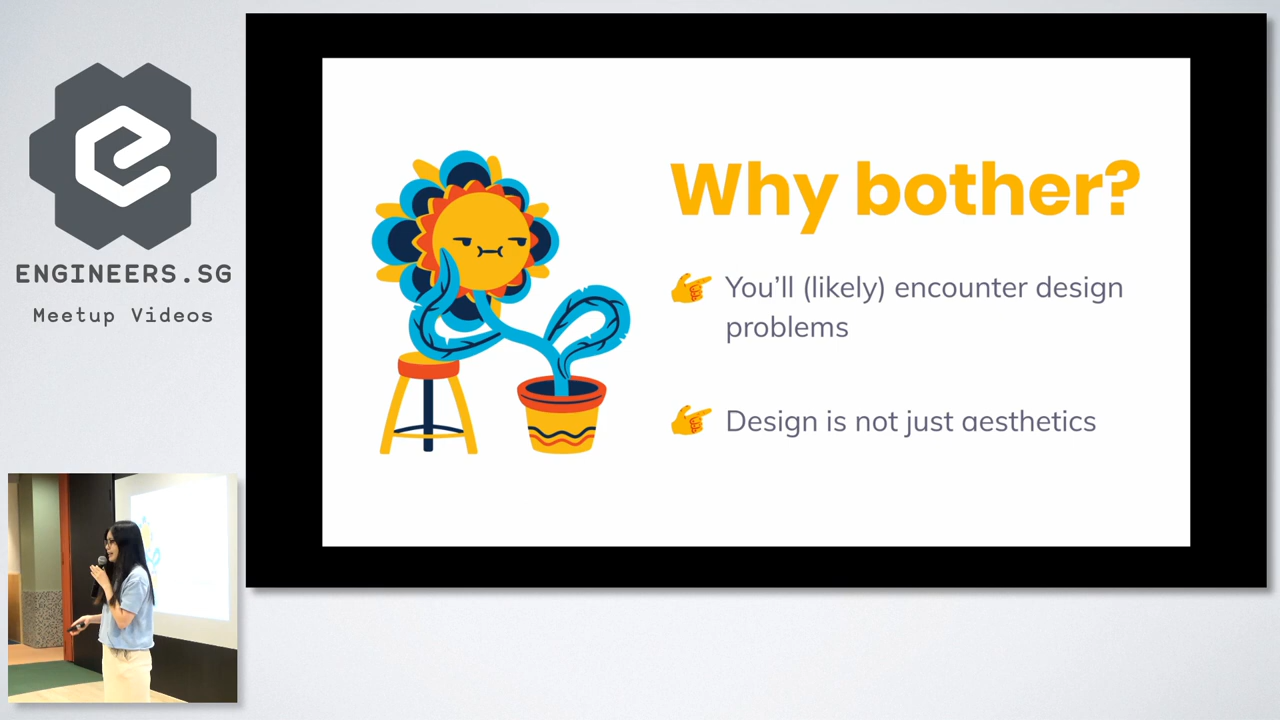 ENGINEERS.SG
Meetup Videos
Why bother?
👉 You’ll (likely) encounter design
problems
👉 Design is not just aesthetics